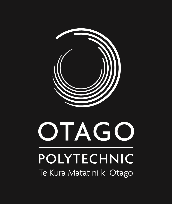 OTAGO
POLYTECHNIC
Te Kura Matatini ki Otago